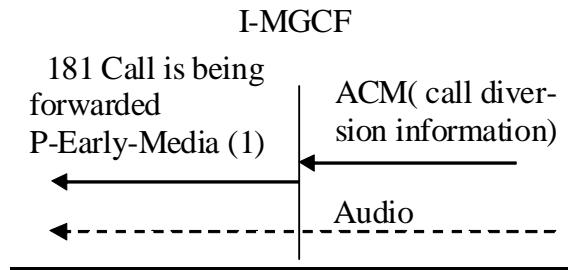 I-MGCF
181 Call is being
forwarded
P-Early-Media (1)
ACM( call diver-
sion information)
Audio